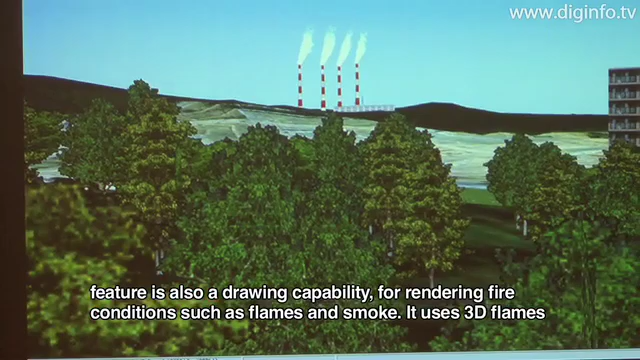 www.diginfo.tv
feature is also a drawing capability, for rendering fire
conditions such as flames and smoke. It uses 3D flames